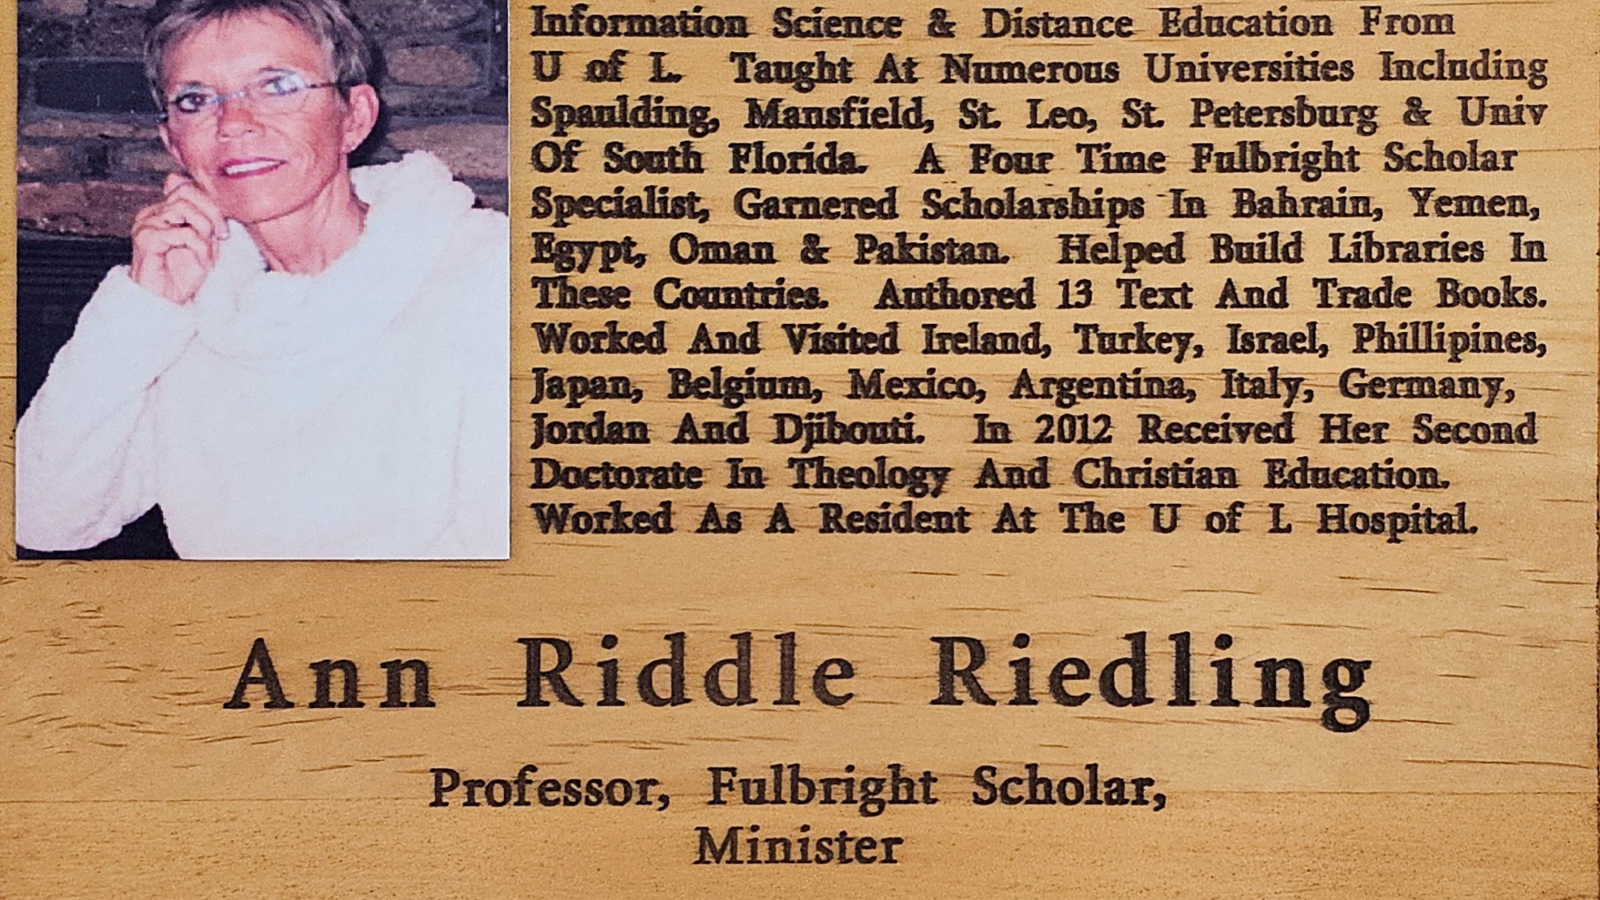 Information Science & Distance Education From
U of L. Taught At Numerous Universities Including
Spaulding, Mansfield, St. Leo, St. Petersburg & Univ
Of South Florida. A Four Time Fulbright Scholar
Specialist, Garnered Scholarships In Bahrain, Yemen,
Egypt, Oman & Pakistan. Helped Build Libraries In
These Countries. Authored 13 Text And Trade Books.
Worked And Visited Ireland, Turkey, Israel, Phillipines,
Japan, Belgium, Mexico, Argentina, Italy, Germany,
Jordan And Djibouti. In 2012 Received Her Second
Doctorate In Theology And Christian Education.
Worked As A Resident At The U of L Hospital.
Ann Riddle Riedling
Professor, Fulbright Scholar,
Minister